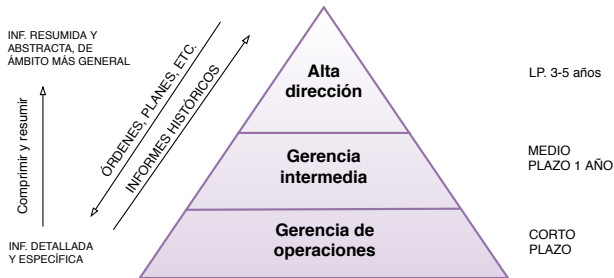 INF. RESUMIDA Y
ABSTRACTA, DE
ÁMBITO MÁS GENERAL
Comprimir y resumir
INF. DETALLADA
Y ESPECÍFICA
ÓRDENES, PLANES, ETC.
INFORMES HISTÓRICOS
Alta
dirección
Gerencia
intermedia
Gerencia de
operaciones
LP. 3-5 años
MEDIO
PLAZO 1 AÑO
CORTO
PLAZO